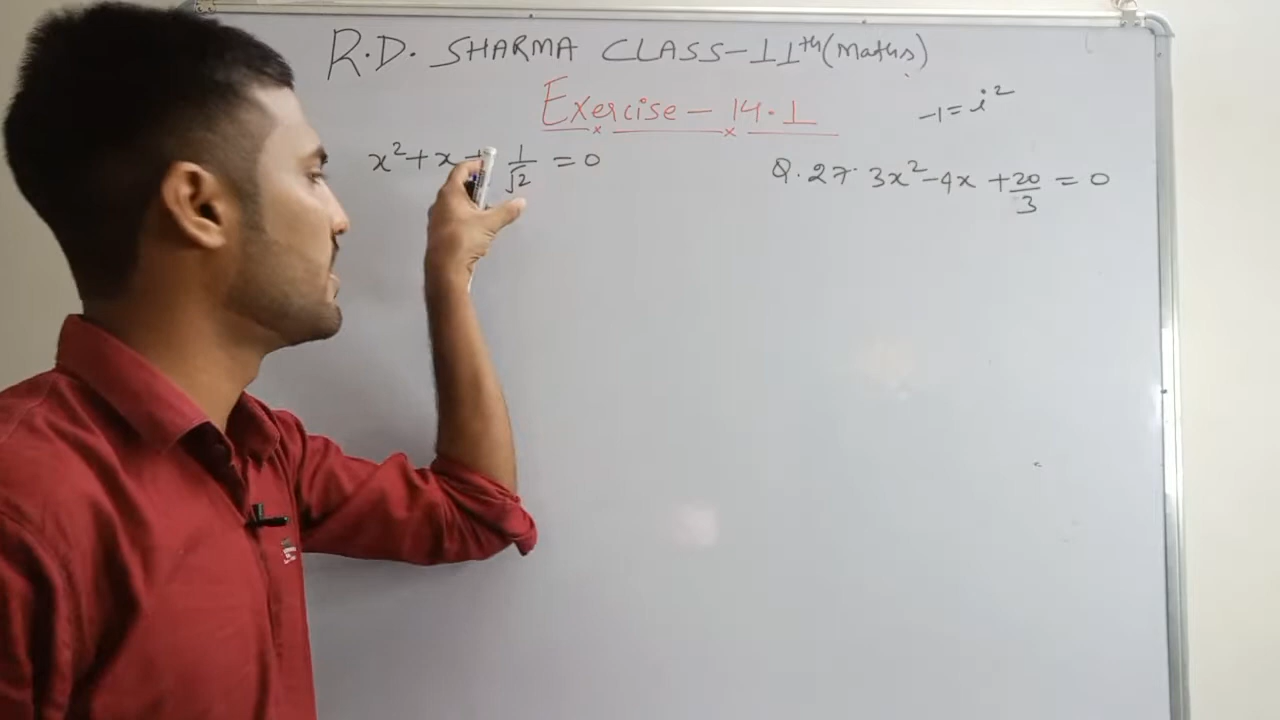 R.D. SHARMA CLASS-11th (Maths)
Exercise - 14.1
-1 = i²
x² + x + 1/√2 = 0
Q.27. 3x² - 4x + 20/3 = 0